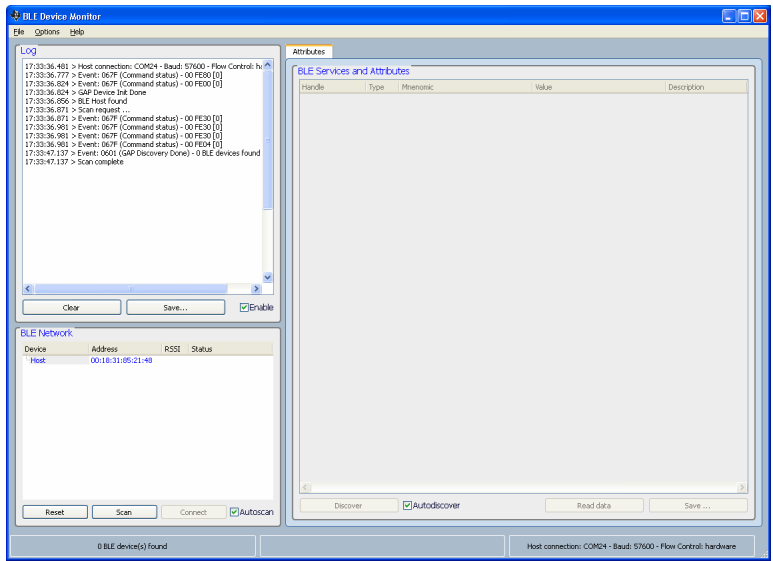 BLE Device Monitor
File Options Help
Log
17:33:36.481 > Host connection: COM24 - Baud: 57600 - Flow Control: ha
17:33:36.777 > Event: 067F (Command status) - 00 FE80 [0]
17:33:36.824 > Event: 067F (Command status) - 00 FE00 [0]
17:33:36.824 > GAP Device Init Done
17:33:36.856 > BLE Host found
17:33:36.871 > Scan request ...
17:33:36.871 > Event: 067F (Command status) - 00 FE30 [0]
17:33:36.981 > Event: 067F (Command status) - 00 FE30 [0]
17:33:36.981 > Event: 067F (Command status) - 00 FE30 [0]
17:33:36.981 > Event: 067F (Command status) - 00 FE04 [0]
17:33:47.137 > Event: 0601 (GAP Discovery Done) - 0 BLE devices found
17:33:47.137 > Scan complete
Clear Save... Enable
BLE Network
Device Address RSSI Status
Host 00:18:31:85:21:48
Reset Scan Connect Autoscan
Attributes
BLE Services and Attributes
Handle Type Mnenomic Value Description
Discover Autodiscover Read data Save ...
0 BLE device(s) found
Host connection: COM24 - Baud: 57600 - Flow Control: hardware